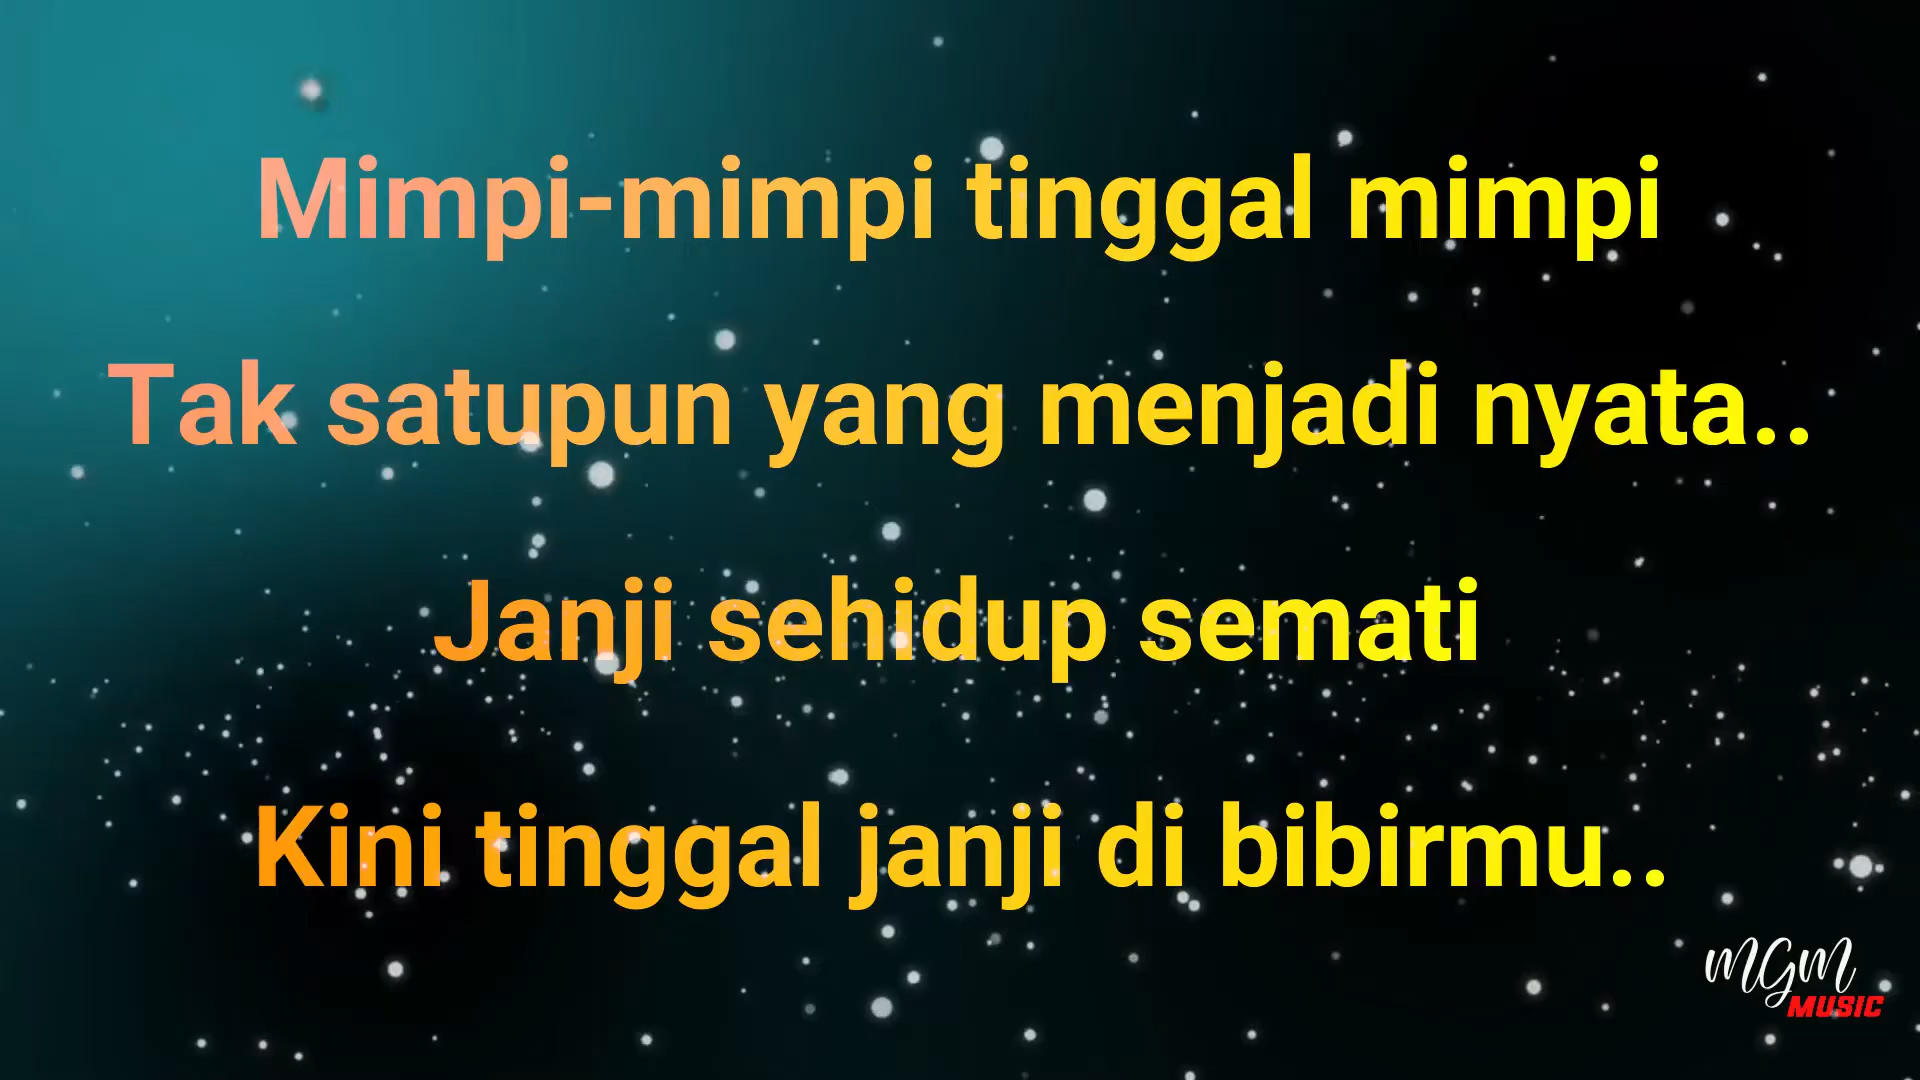 Mimpi-mimpi tinggal mimpi
Tak satupun yang menjadi nyata..
Janji sehidup semati
Kini tinggal janji di bibirmu..
MGM
MUSIC